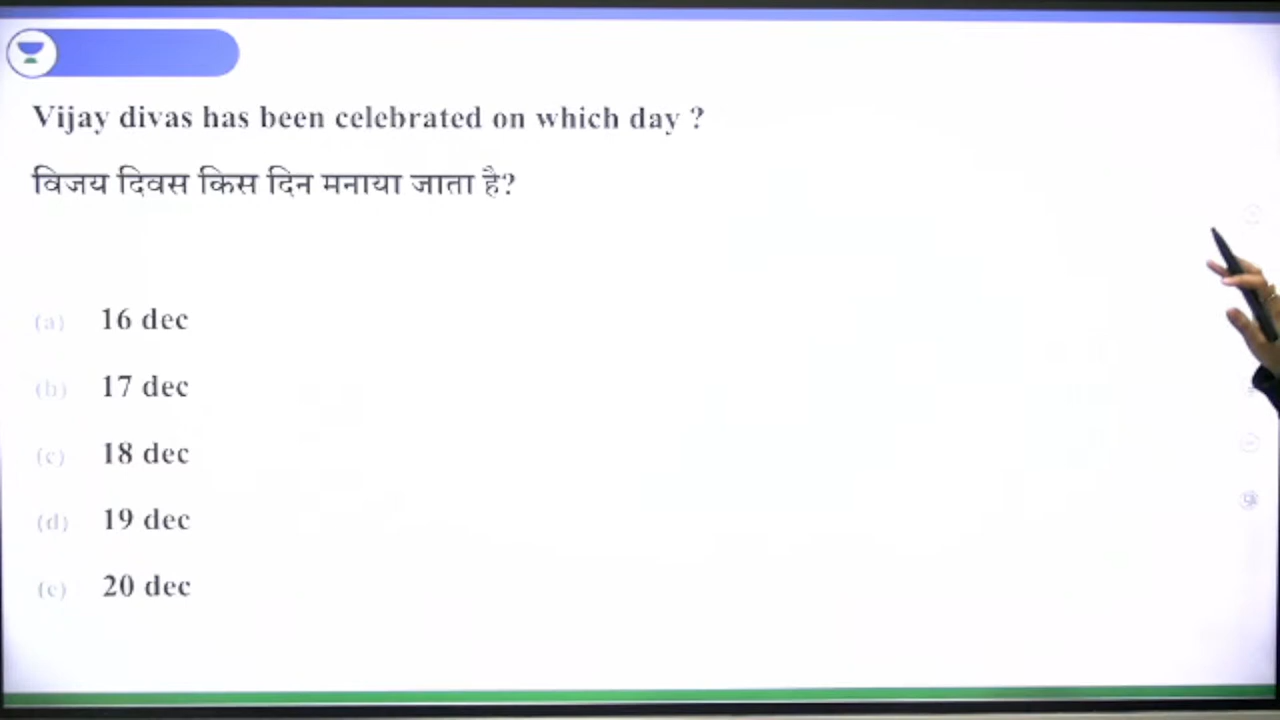 Vijay divas has been celebrated on which day ?
विजय दिवस किस दिन मनाया जाता है?
(a) 16 dec
(b) 17 dec
(c) 18 dec
(d) 19 dec
(e) 20 dec